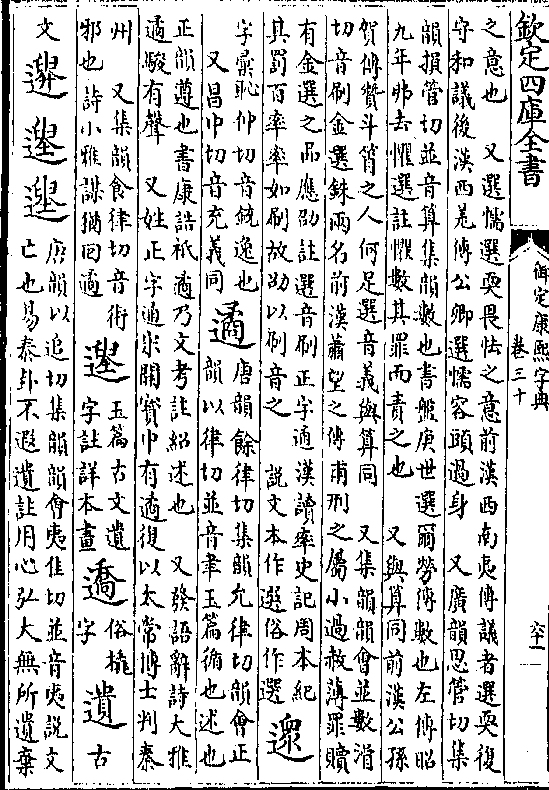 欽定四庫全書
御定康熙字典
卷三十
六十一
之意也　又選懦選耎畏怯之意前漢西南夷傳議者選耎復
守和議後漢西羌傳公卿選懦容頭過身　又廣韻思管切集
韻損管切並音算集韻數也書盤庚世選爾勞傳數也左傳昭
九年弗去懼選註懼數其罪而責之也　又與算同前漢公孫
賀傳贊斗筲之人何足選音義與算同　又集韻韻會並數滑
切音刷金選銖兩名前漢蕭望之傳甫刑之屬小過赦薄罪贖
有金選之品應劭註選音刷正字通漢讀率史記周本紀
其罰百率率如刷故劭以刷音之　說文本作選俗作選
字彙恥仰切音敞逸也
又昌中切音充義同
遹
唐韻餘律切集韻允律切韻會正
韻以律切並音聿玉篇循也述也
正韻遵也書康誥祗遹乃文考註紹述也　又發語辭詩大雅
遹駿有聲　又姓正字通宋開寳中有遹復以太常博士判秦
州　又集韻食律切音術
邪也詩小雅謀猶回遹
玉篇古文遺
字註詳本畫
俗撬
字
遺
古
文
唐韻以追切集韻韻會夷隹切並音夷說文
亡也易泰卦不遐遺註用心弘大無所遺棄